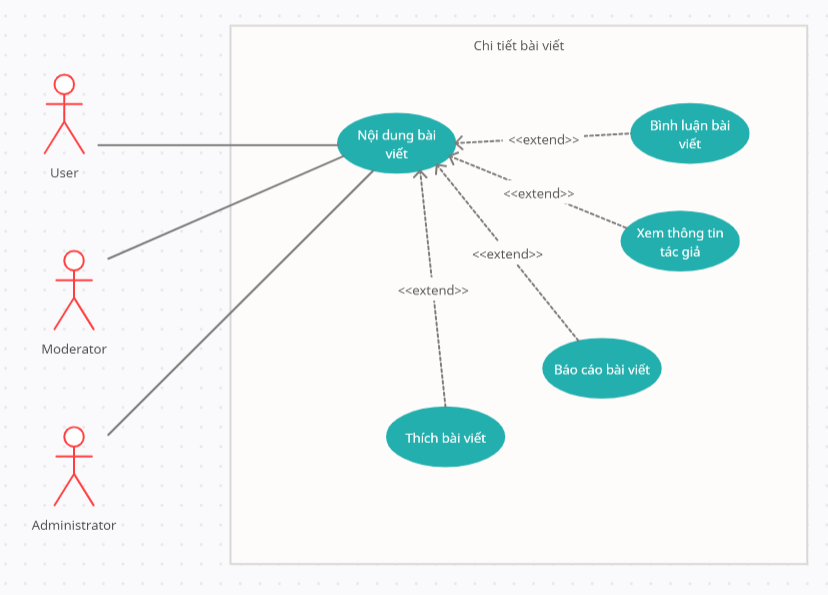 Chi tiết bài viết
User
Nội dung bài
viết
<<extend>>
Bình luận bài
viết
<<extend>>
Xem thông tin
tác giả
<<extend>>
<<extend>>
Moderator
Báo cáo bài viết
Thích bài viết
Administrator